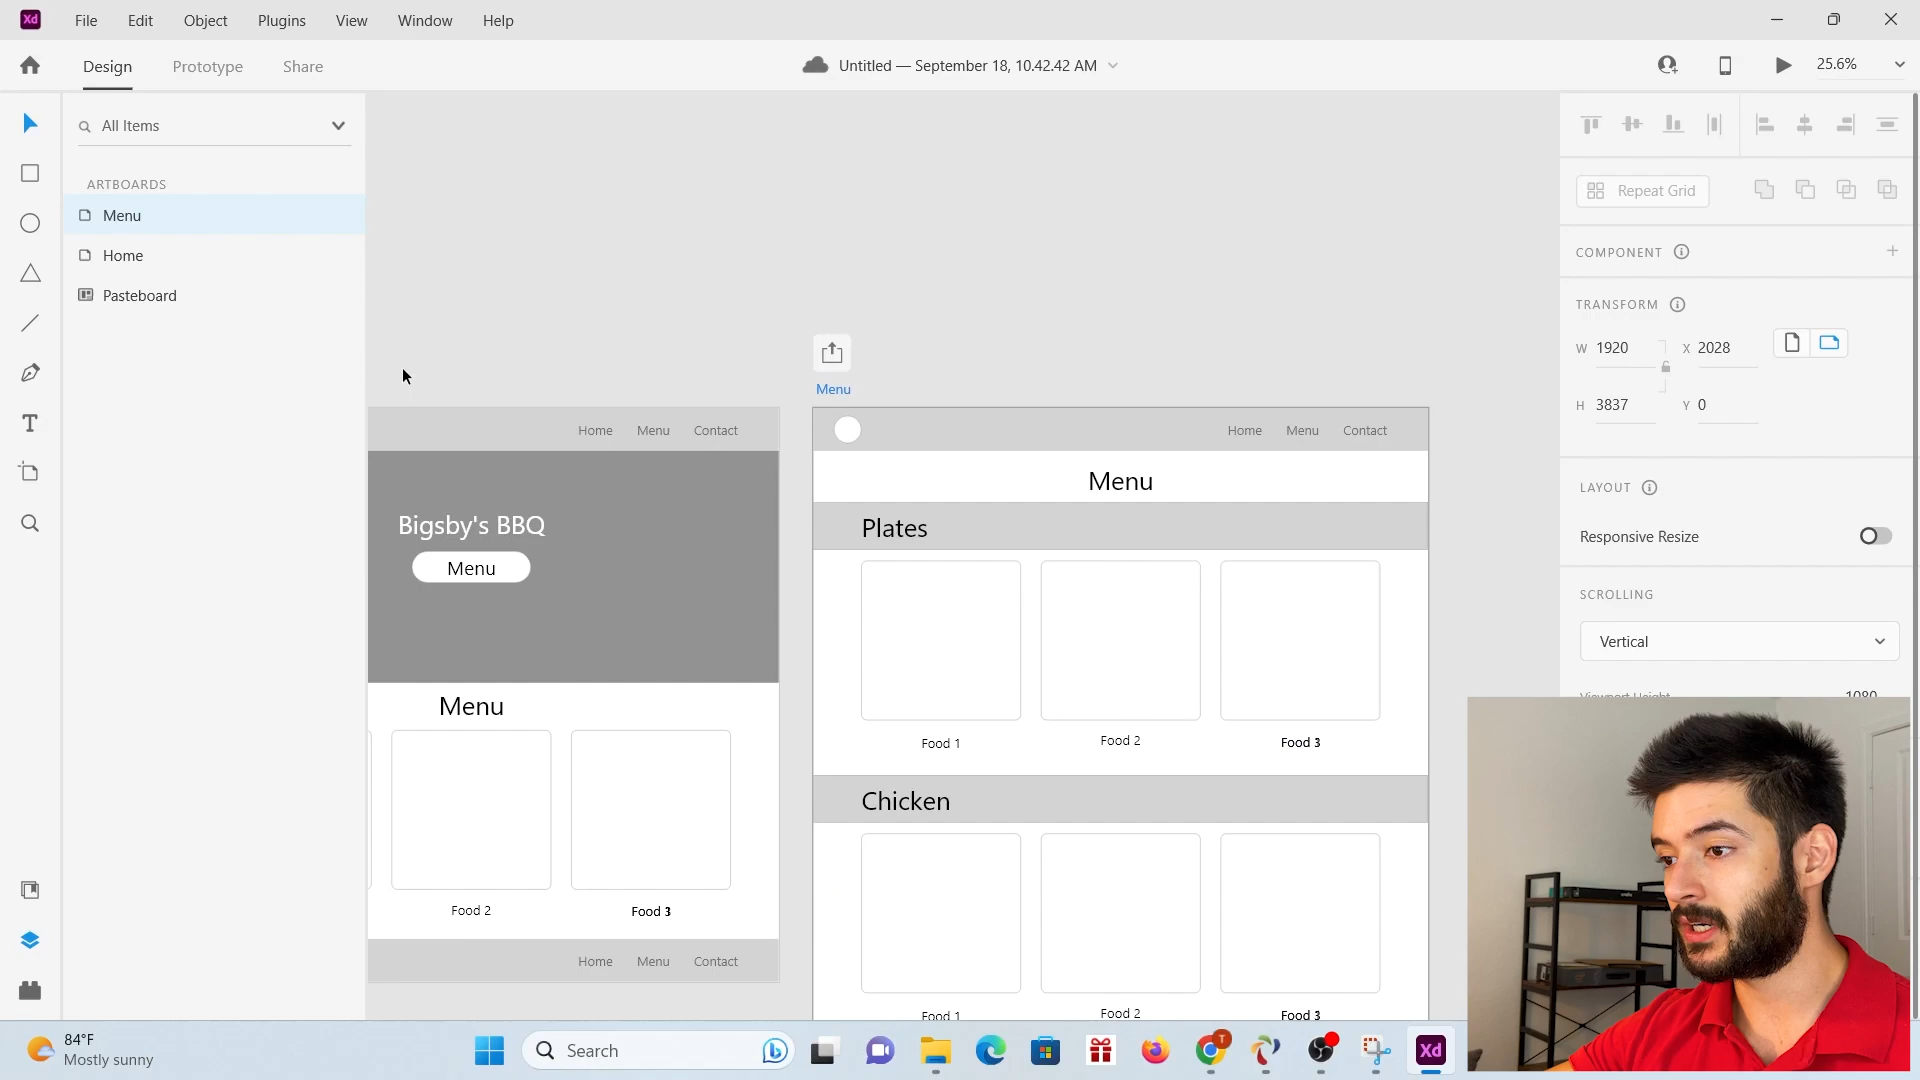 Xd File Edit Object Plugins View Window Help
Design Prototype Share
Untitled — September 18, 10.42.42 AM
25.6%
All Items
ARTBOARDS
Menu
Home
Pasteboard
Repeat Grid
COMPONENT
TRANSFORM
W 1920 X 2028
H 3837 Y 0
LAYOUT
Responsive Resize
SCROLLING
Vertical
Viewport Height 1080
Home Menu Contact
Bigsby's BBQ
Menu
Menu
Food 2 Food 3
Home Menu Contact
Menu
Home Menu Contact
Menu
Plates
Food 1 Food 2 Food 3
Chicken
Food 1 Food 2 Food 3
84°F
Mostly sunny
Search
T
Xd